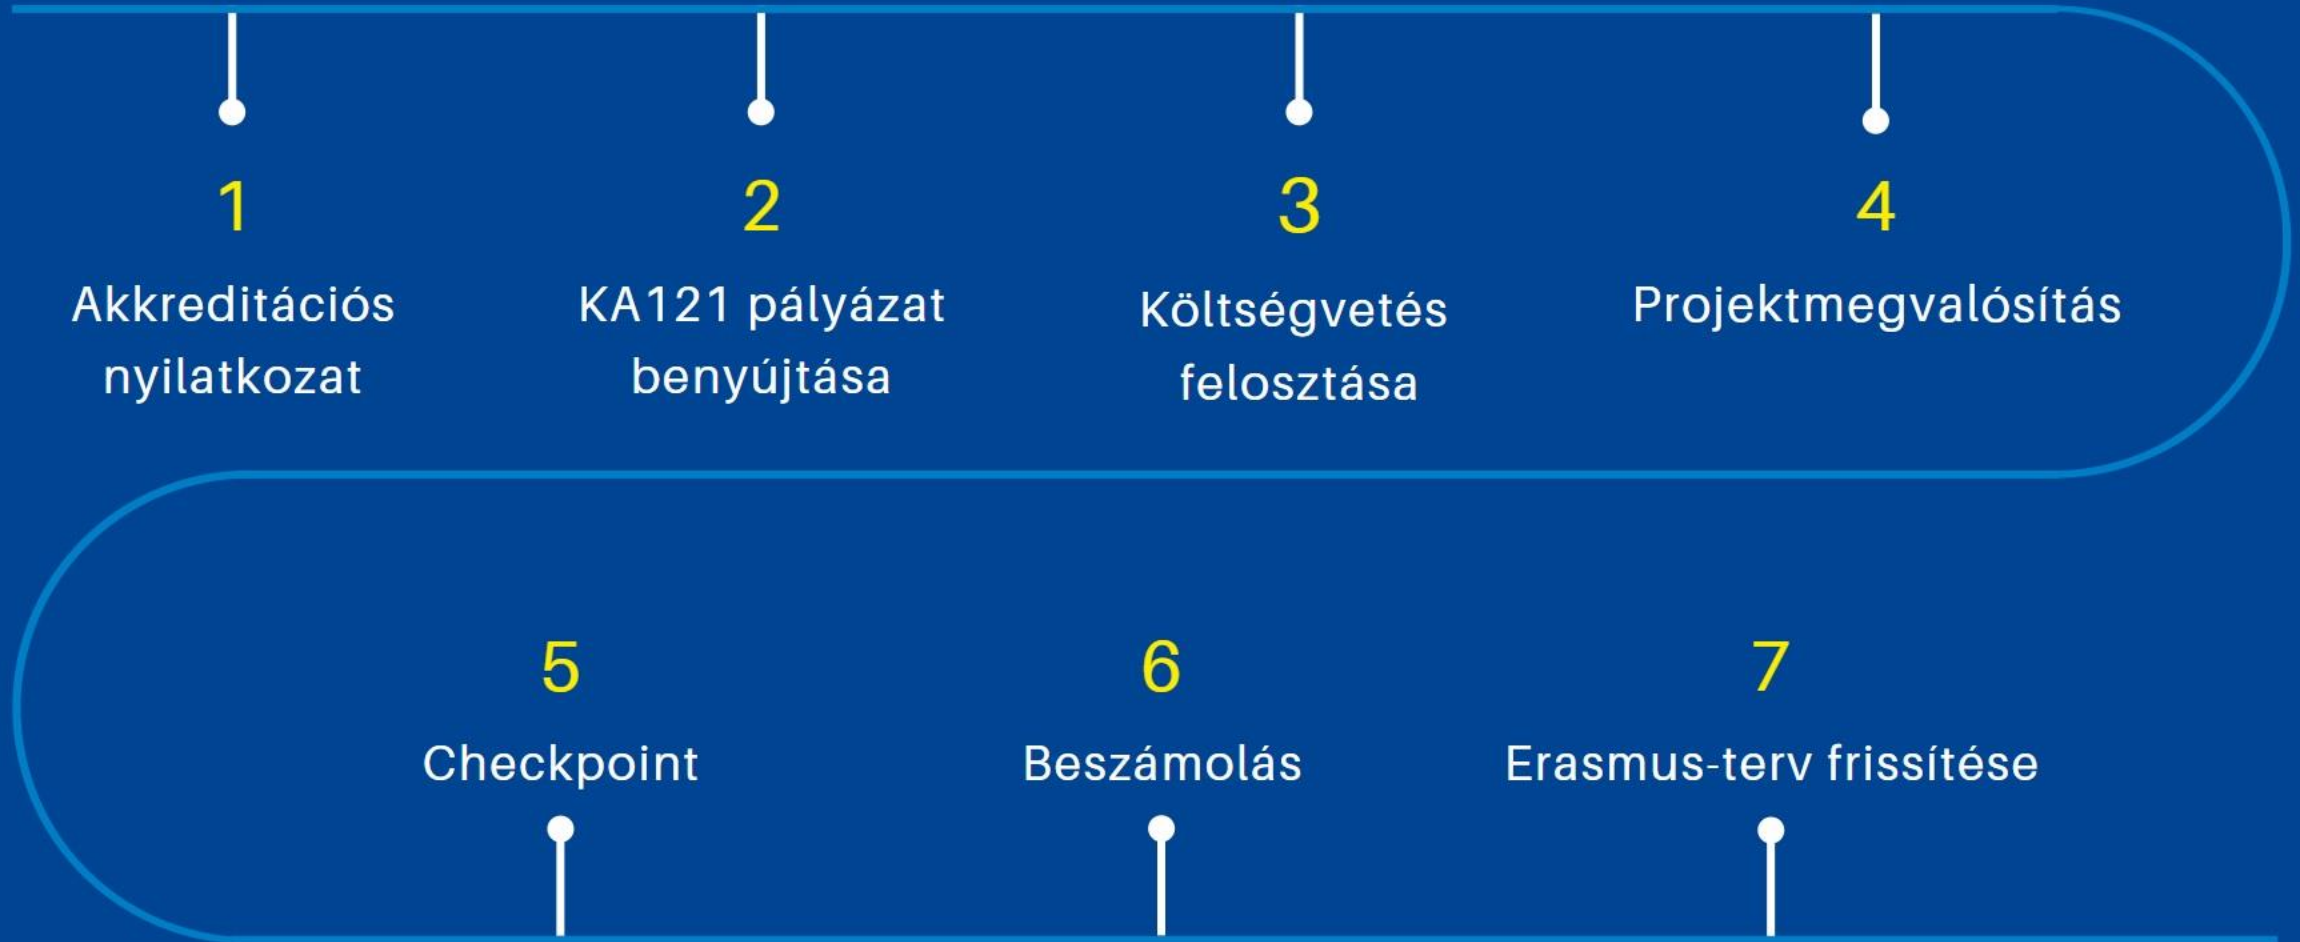 1
Akkreditációs
nyilatkozat
2
KA121 pályázat
benyújtása
3
Költségvetés
felosztása
4
Projektmegvalósítás
5
Checkpoint
6
Beszámolás
7
Erasmus-terv frissítése